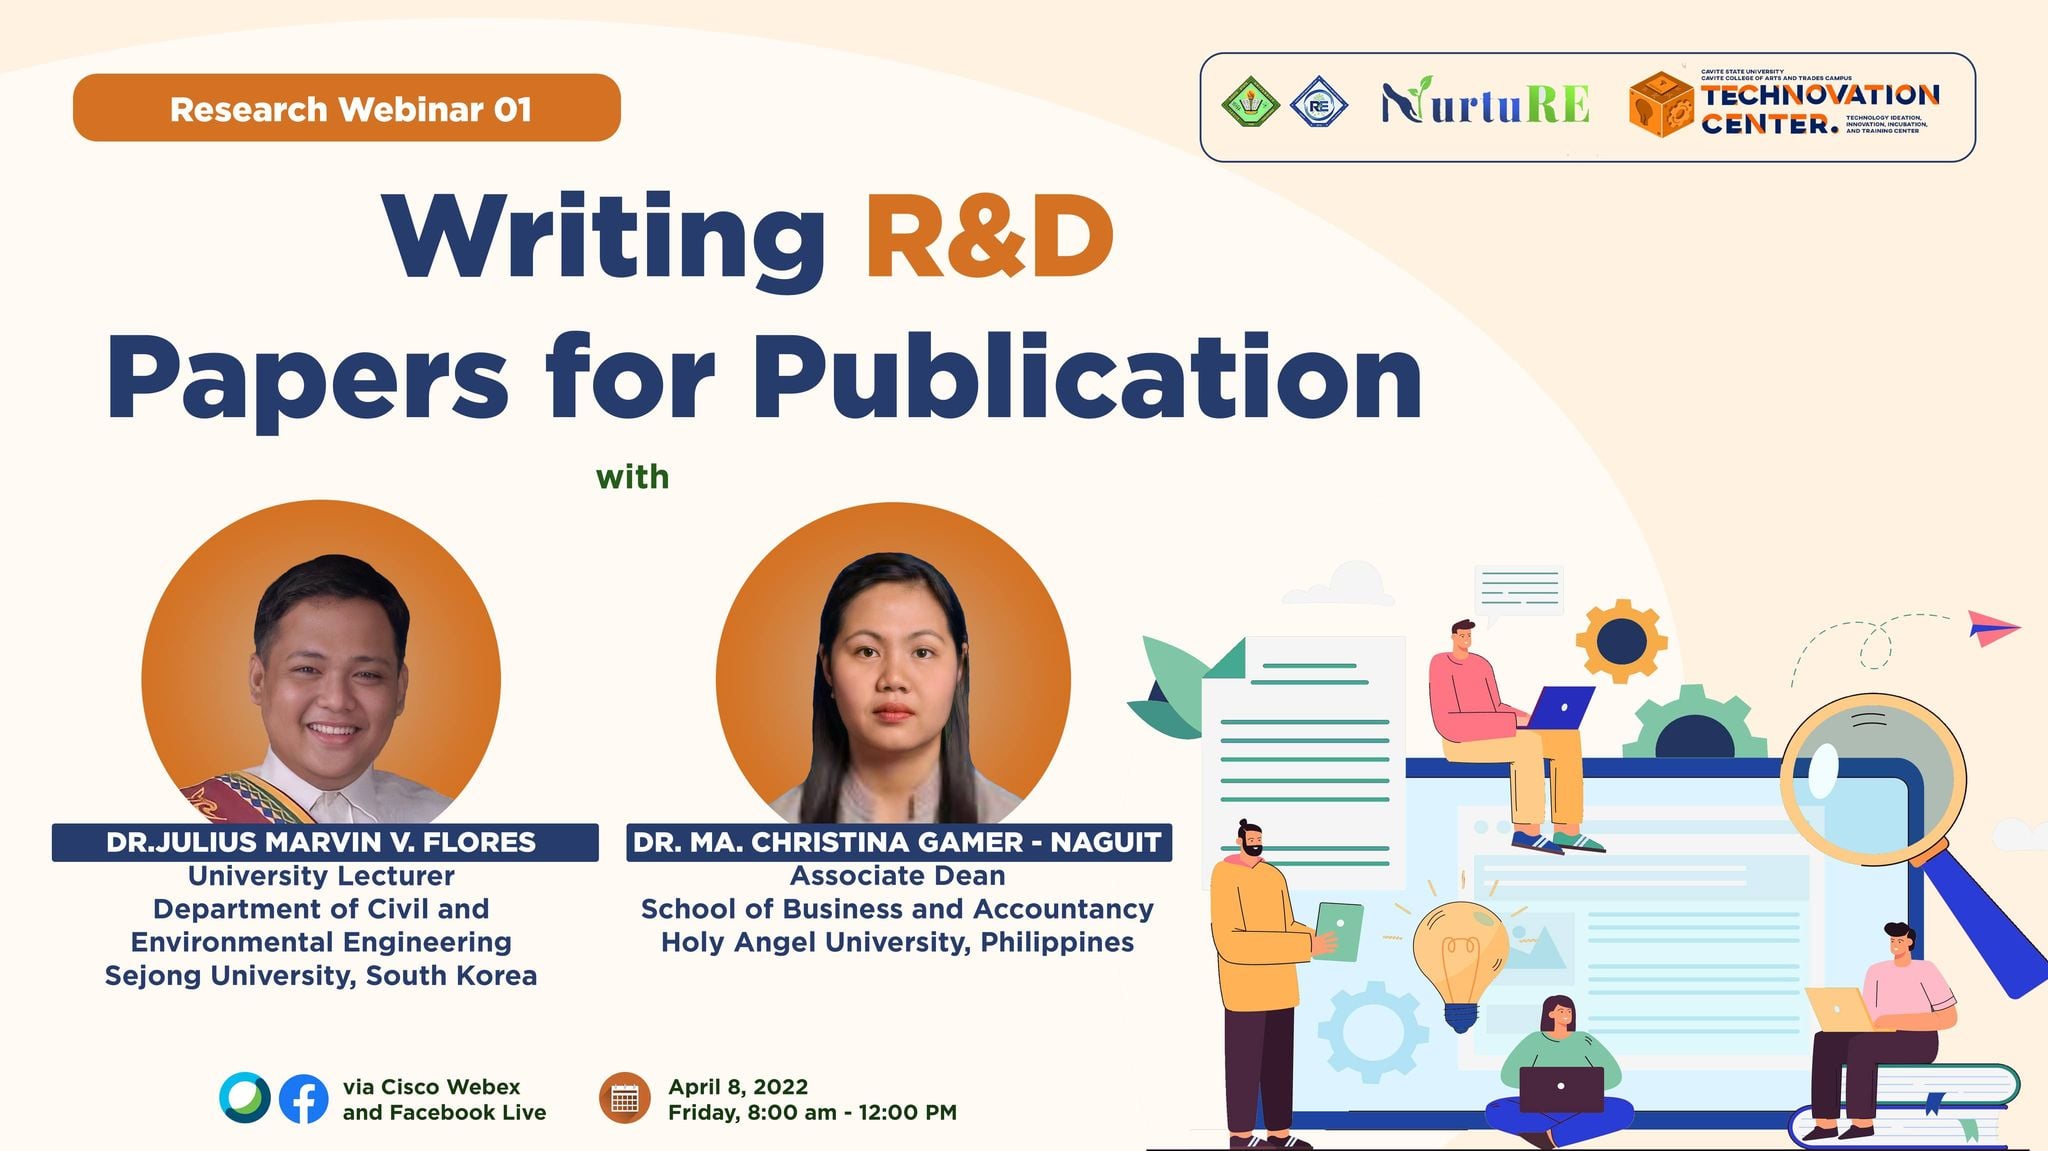 Research Webinar 01
NurtuRE
CAVITE STATE UNIVERSITY
CAVITE COLLEGE OF ARTS AND TRADES CAMPUS
TECHNOVATION
CENTER.
TECHNOLOGY IDEATION,
INNOVATION, INCUBATION,
AND TRAINING CENTER
RE
Writing R&D
Papers for Publication
with
DR.JULIUS MARVIN V. FLORES
University Lecturer
Department of Civil and
Environmental Engineering
Sejong University, South Korea
DR. MA. CHRISTINA GAMER - NAGUIT
Associate Dean
School of Business and Accountancy
Holy Angel University, Philippines
via Cisco Webex
and Facebook Live
April 8, 2022
Friday, 8:00 am - 12:00 PM